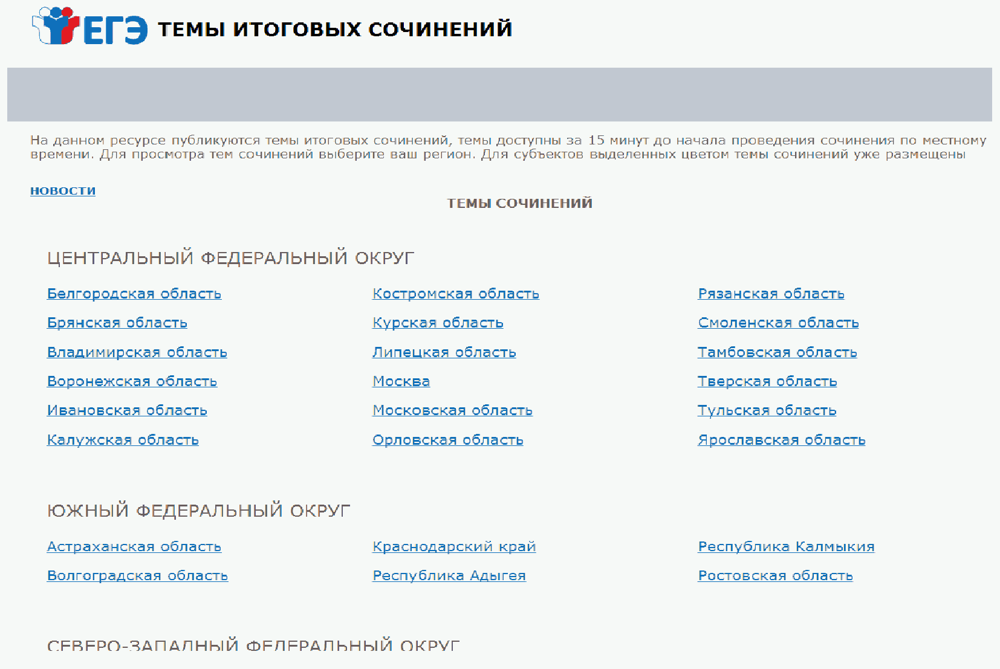 ЕГЭ ТЕМЫ ИТОГОВЫХ СОЧИНЕНИЙ
На данном ресурсе публикуются темы итоговых сочинений, темы доступны за 15 минут до начала проведения сочинения по местному
времени. Для просмотра тем сочинений выберите ваш регион. Для субъектов выделенных цветом темы сочинений уже размещены
НОВОСТИ
ТЕМЫ СОЧИНЕНИЙ
ЦЕНТРАЛЬНЫЙ ФЕДЕРАЛЬНЫЙ ОКРУГ
Белгородская область Костромская область Рязанская область
Брянская область Курская область Смоленская область
Владимирская область Липецкая область Тамбовская область
Воронежская область Москва Тверская область
Ивановская область Московская область Тульская область
Калужская область Орловская область Ярославская область
ЮЖНЫЙ ФЕДЕРАЛЬНЫЙ ОКРУГ
Астраханская область Краснодарский край Республика Калмыкия
Волгоградская область Республика Адыгея Ростовская область
СЕВЕРО-ЗАПАДНЫЙ ФЕДЕРАЛЬНЫЙ ОКРУГ